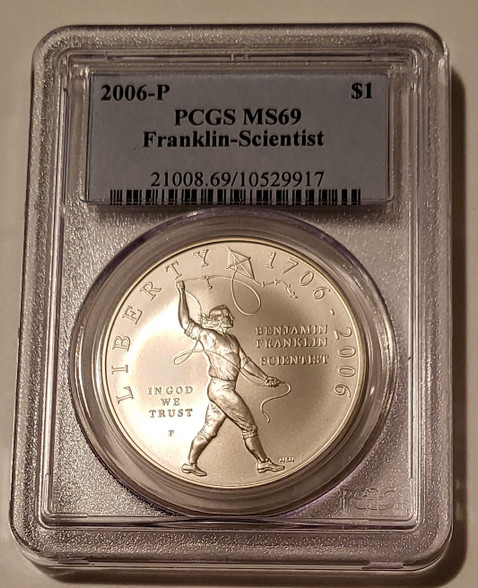 2006-P $1
PCGS MS69
Franklin-Scientist
21008.69/10529917
LIBERTY 1706-2006
BENJAMIN
FRANKLIN
SCIENTIST
IN GOD
WE
TRUST
P
PCGS